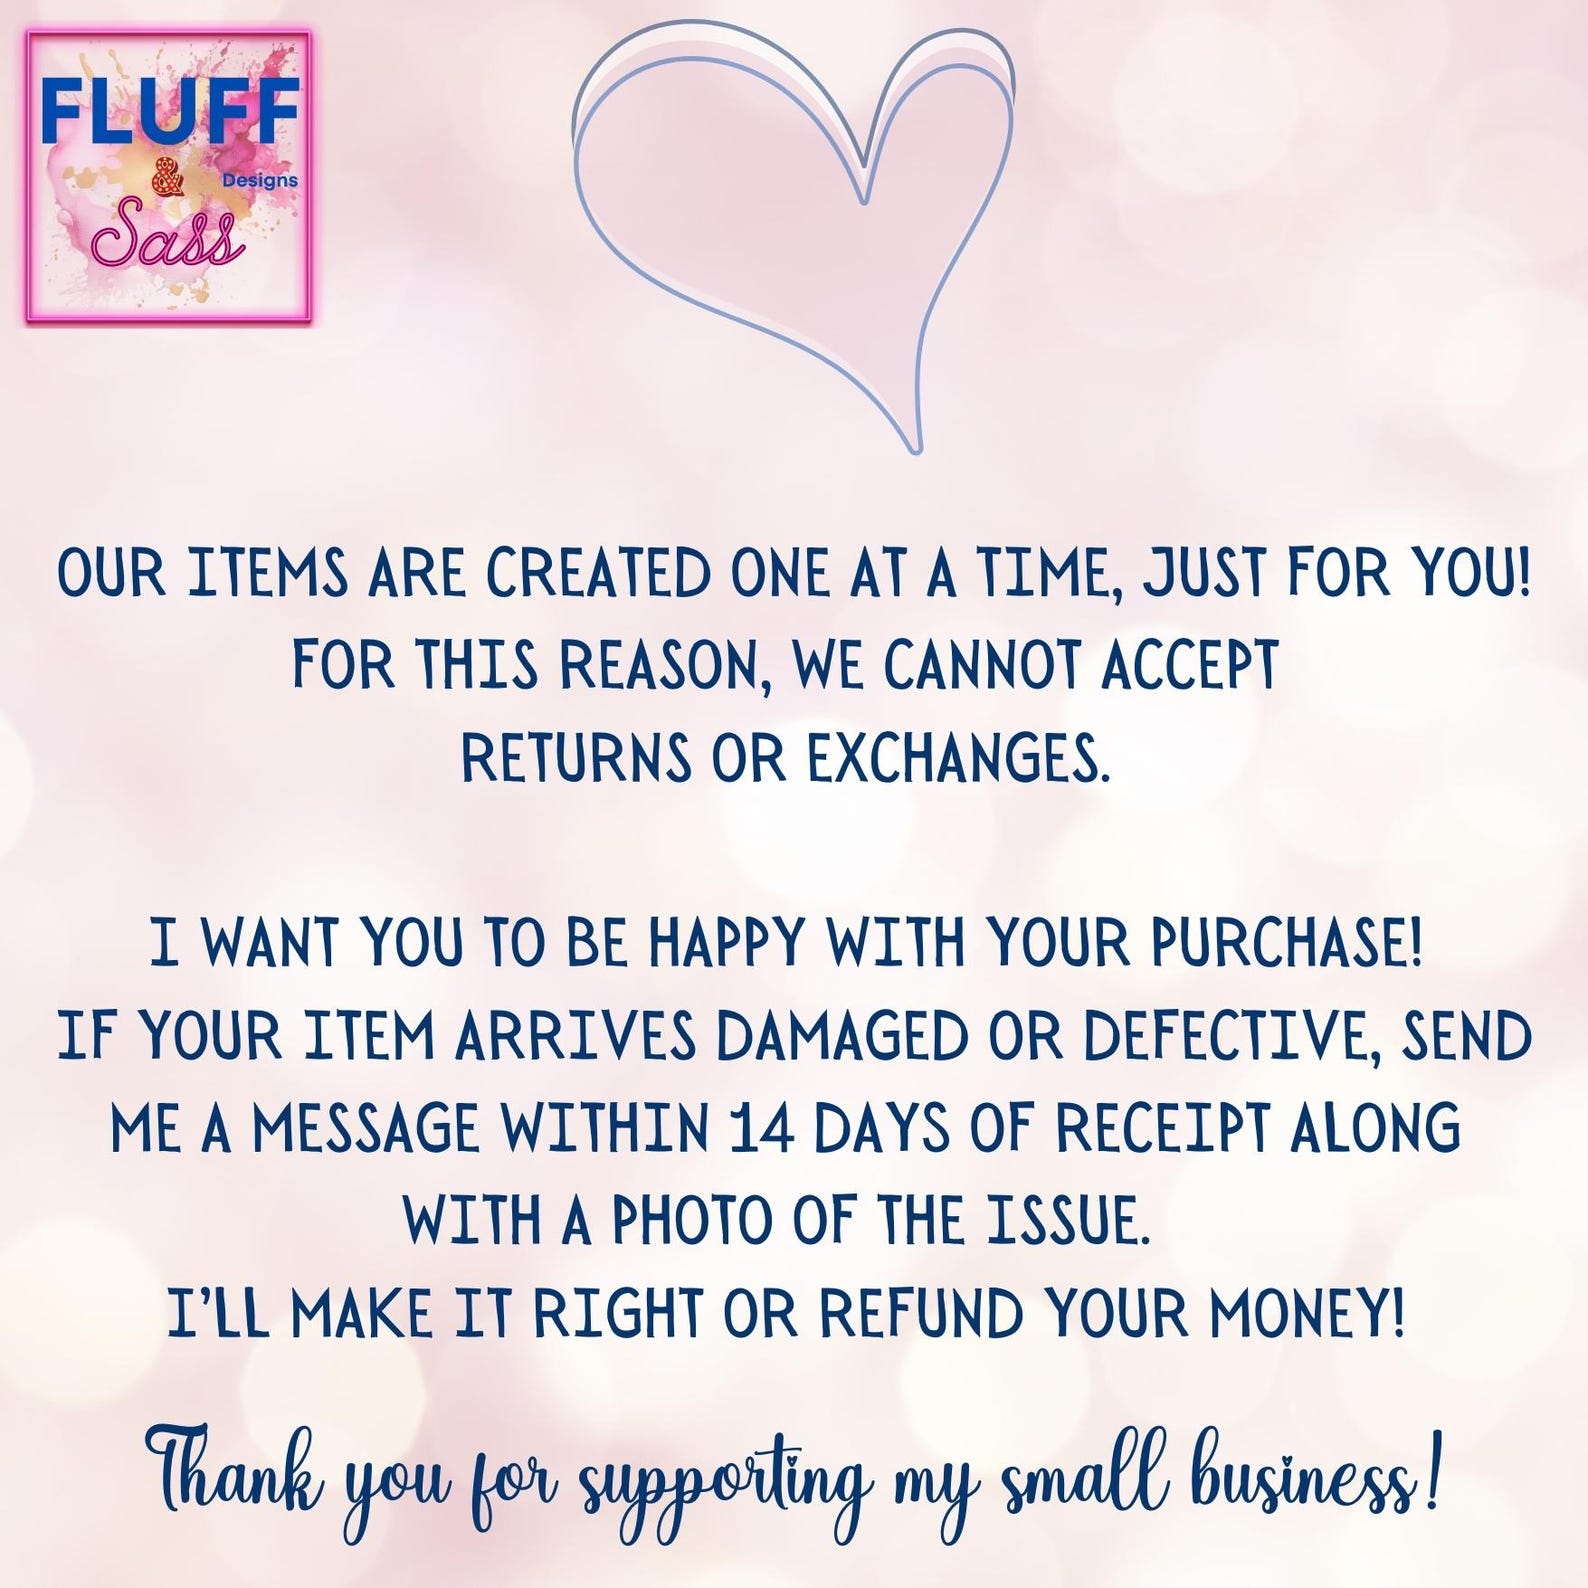 FLUFF
&
Designs
Sass
OUR ITEMS ARE CREATED ONE AT A TIME, JUST FOR YOU!
FOR THIS REASON, WE CANNOT ACCEPT
RETURNS OR EXCHANGES.
I WANT YOU TO BE HAPPY WITH YOUR PURCHASE!
IF YOUR ITEM ARRIVES DAMAGED OR DEFECTIVE, SEND
ME A MESSAGE WITHIN 14 DAYS OF RECEIPT ALONG
WITH A PHOTO OF THE ISSUE.
I'LL MAKE IT RIGHT OR REFUND YOUR MONEY!
Thank you for supporting my small business!